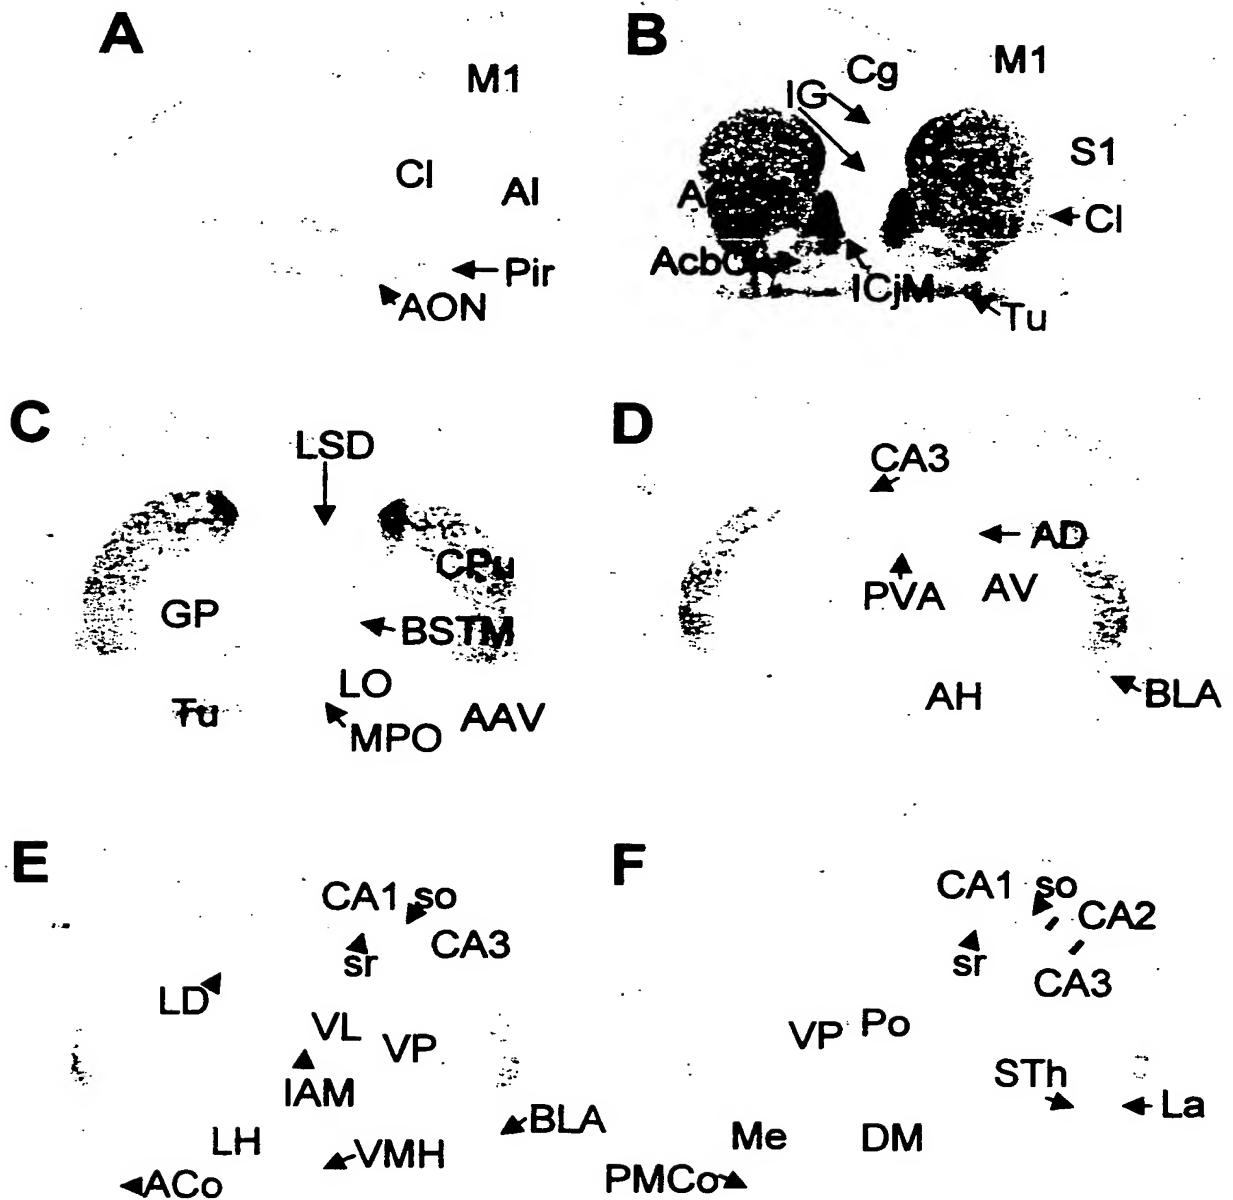 A
M1
Cl
AI
Pir
AON
B
Cg
M1
IG
S1
A
Cl
AcbC
ICjM
Tu
C
LSD
CPu
GP
BSTM
LO
Tu
AAV
MPO
D
CA3
AD
PVA
AV
AH
BLA
E
CA1 so
CA3
sr
LD
VL
VP
IAM
BLA
LH
VMH
ACo
F
CA1 so
CA2
sr
CA3
VP Po
STh
La
Me
DM
PMCo